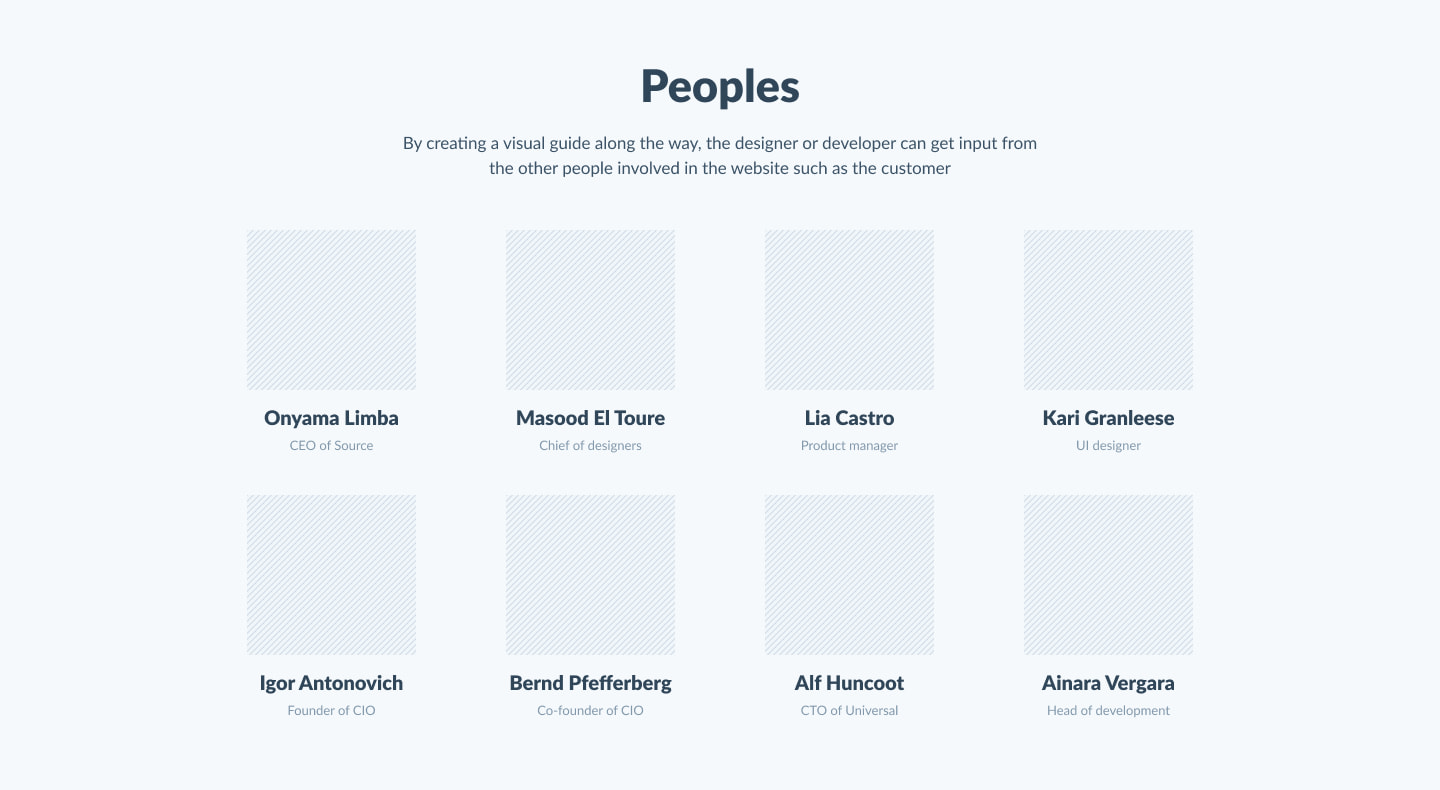 Peoples
By creating a visual guide along the way, the designer or developer can get input from
the other people involved in the website such as the customer
Onyama Limba
CEO of Source
Masood El Toure
Chief of designers
Lia Castro
Product manager
Kari Granleese
UI designer
Igor Antonovich
Founder of CIO
Bernd Pfefferberg
Co-founder of CIO
Alf Huncoot
CTO of Universal
Ainara Vergara
Head of development